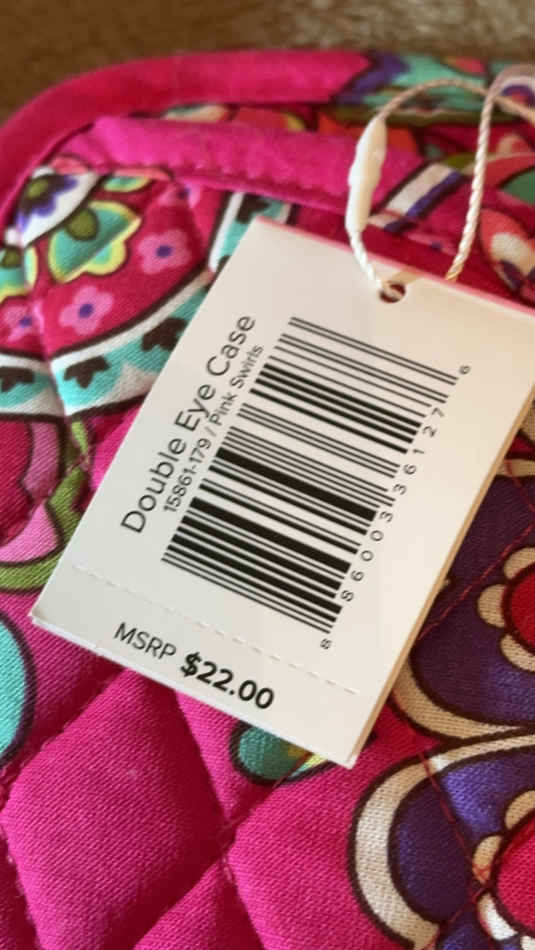 Double Eye Case
15861-179 / Pink Swirls
8 86003 36127 6
MSRP $22.00